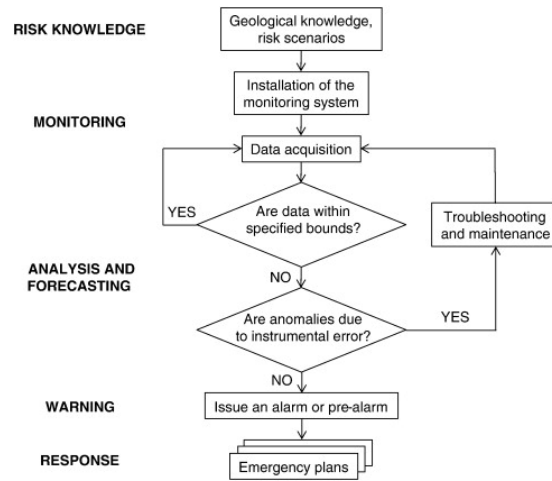 RISK KNOWLEDGE
Geological knowledge,
risk scenarios
Installation of the
monitoring system
MONITORING
Data acquisition
YES
Are data within
specified bounds?
Troubleshooting
and maintenance
ANALYSIS AND
FORECASTING
NO
Are anomalies due
to instrumental error?
YES
NO
WARNING
Issue an alarm or pre-alarm
RESPONSE
Emergency plans